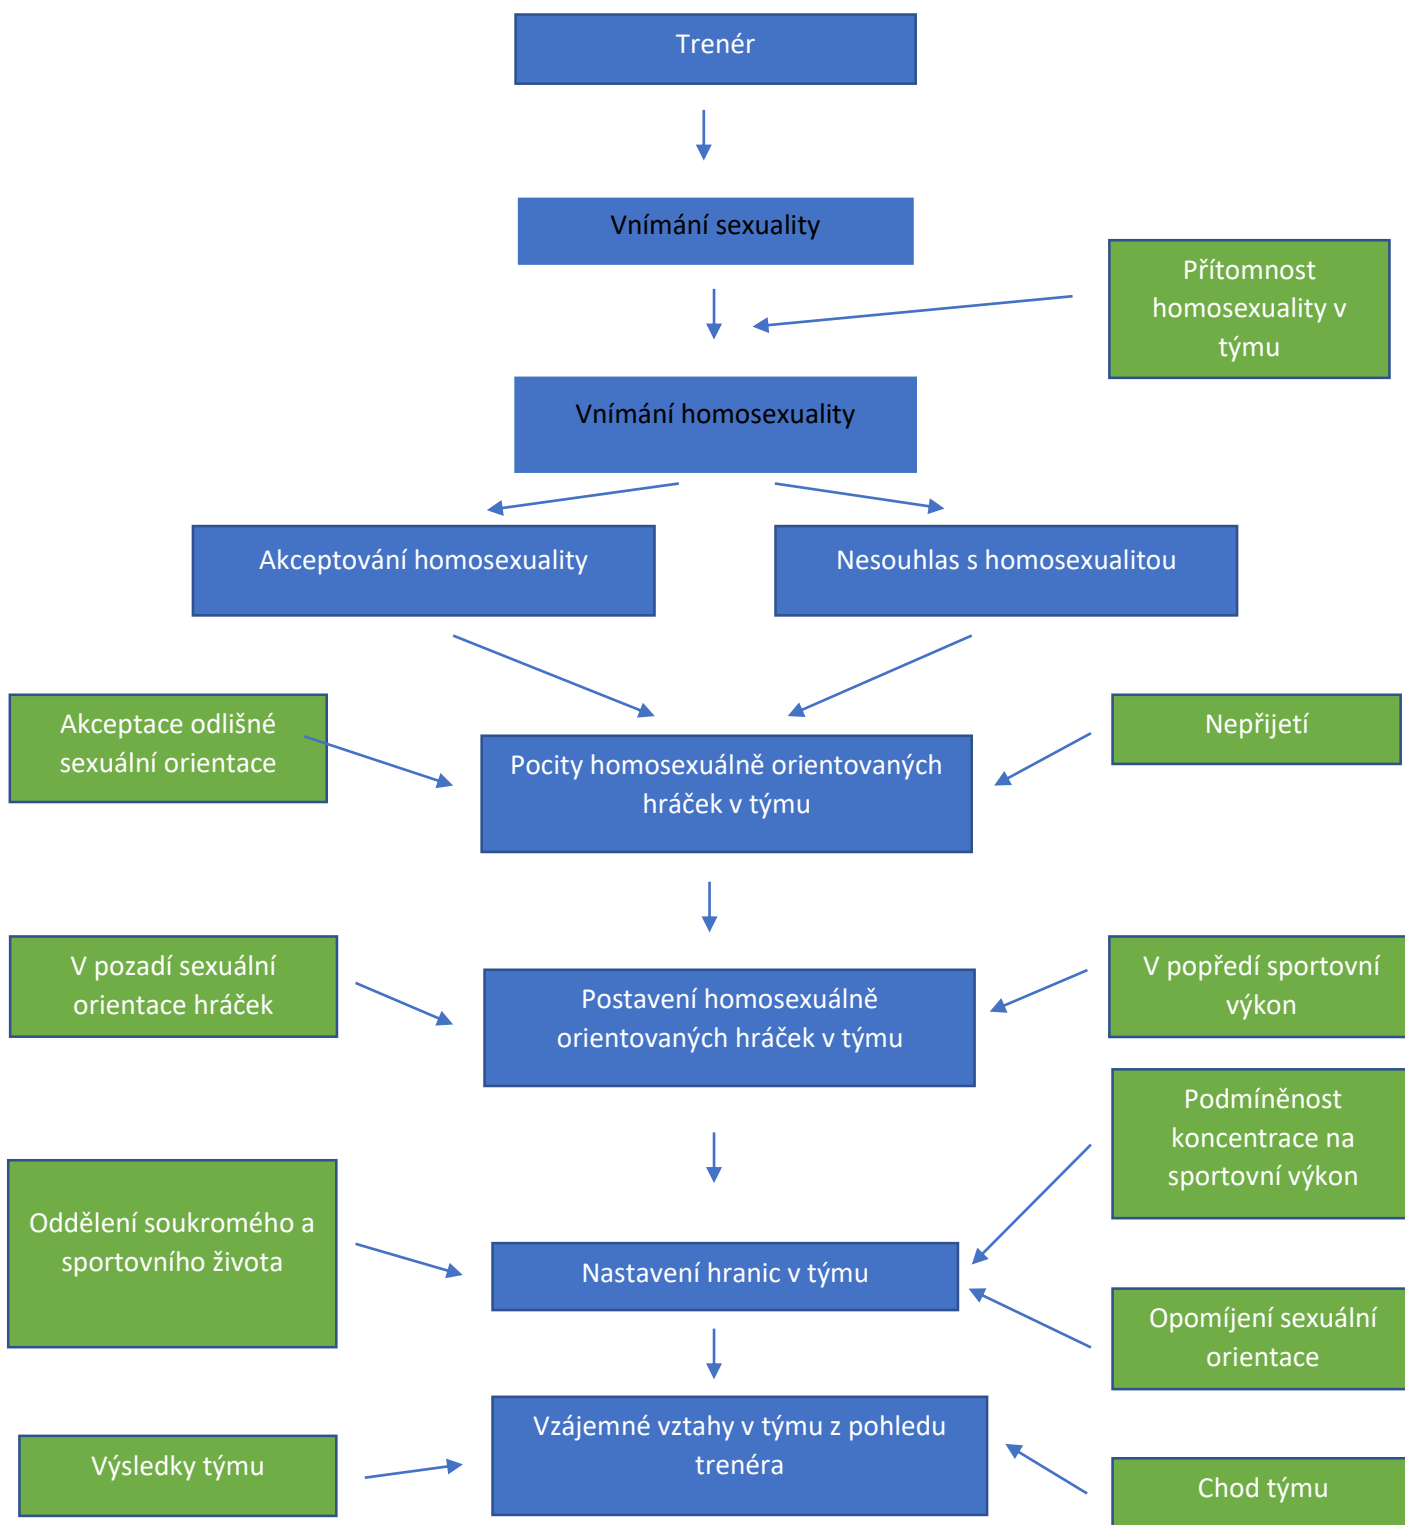 Trenér
Vnímání sexuality
Přítomnost
homosexuality v
týmu
Vnímání homosexuality
Akceptování homosexuality
Nesouhlas s homosexualitou
Akceptace odlišné
sexuální orientace
Nepřijetí
Pocity homosexuálně orientovaných
hráček v týmu
V pozadí sexuální
orientace hráček
V popředí sportovní
výkon
Postavení homosexuálně
orientovaných hráček v týmu
Podmíněnost
koncentrace na
sportovní výkon
Oddělení soukromého a
sportovního života
Nastavení hranic v týmu
Opomíjení sexuální
orientace
Vzájemné vztahy v týmu z pohledu
trenéra
Výsledky týmu
Chod týmu